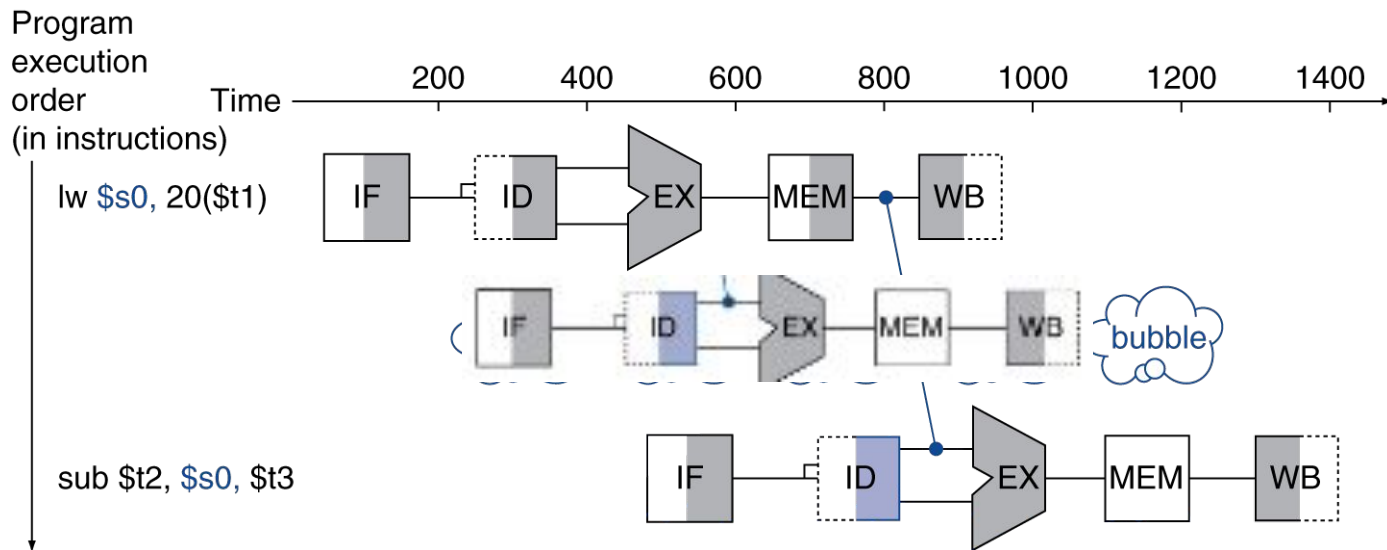 Program
execution
order
(in instructions)
Time
200 400 600 800 1000 1200 1400
lw $s0, 20($t1)
IF ID EX MEM WB
IF ID EX MEM WB
bubble
sub $t2, $s0, $t3
IF ID EX MEM WB